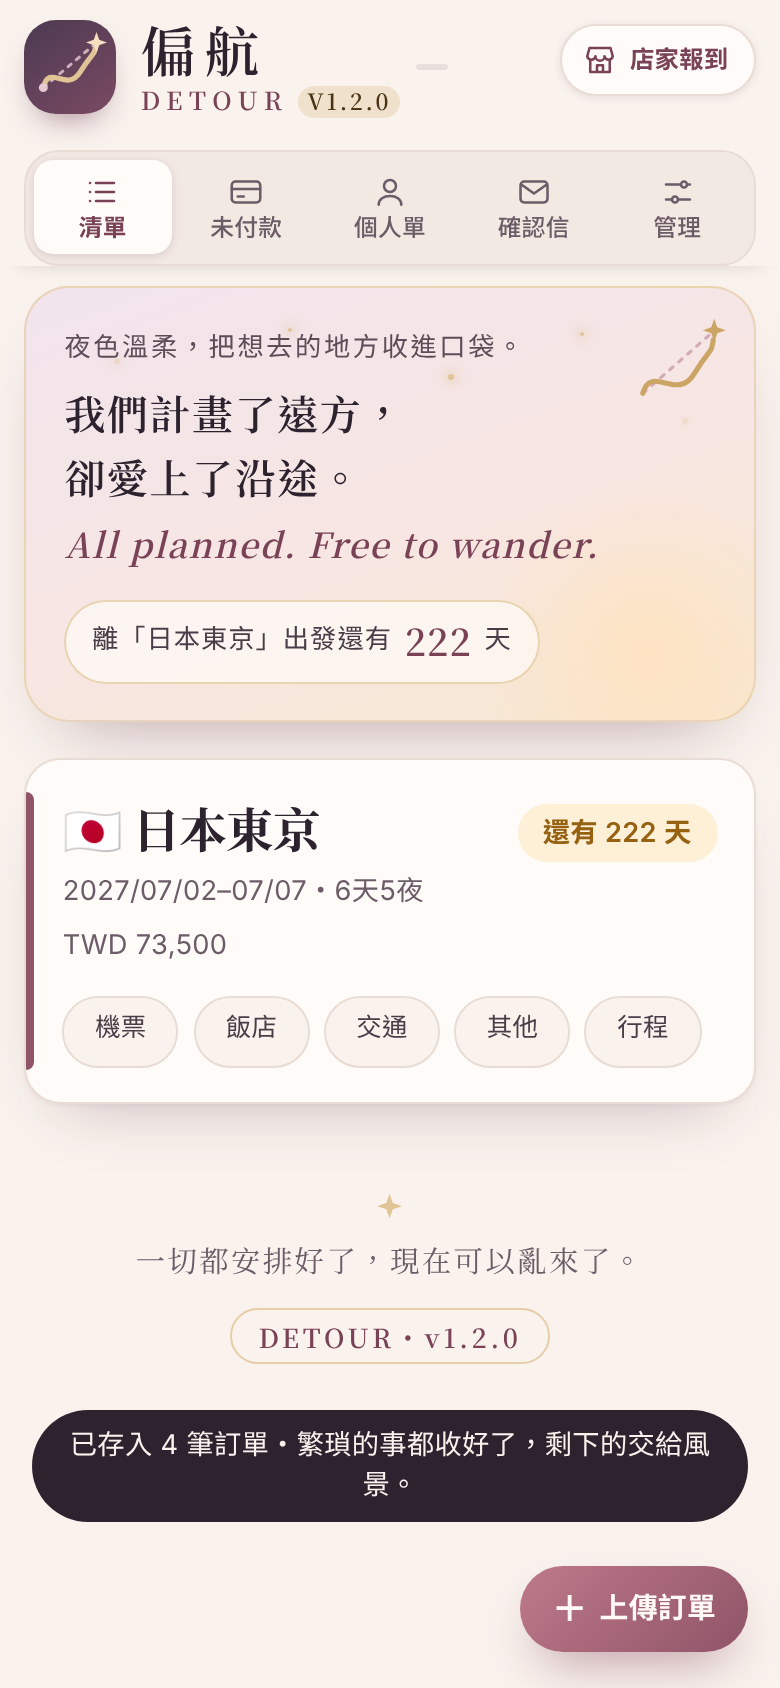 偏航
DETOUR V1.2.0
店家報到
清單
未付款
個人單
確認信
管理
夜色溫柔，把想去的地方收進口袋。
我們計畫了遠方，
卻愛上了沿途。
All planned. Free to wander.
離「日本東京」出發還有 222 天
🇯🇵 日本東京
還有 222 天
2027/07/02–07/07・6天5夜
TWD 73,500
機票
飯店
交通
其他
行程
一切都安排好了，現在可以亂來了。
DETOUR・v1.2.0
已存入 4 筆訂單・繁瑣的事都收好了，剩下的交給風
景。
＋ 上傳訂單